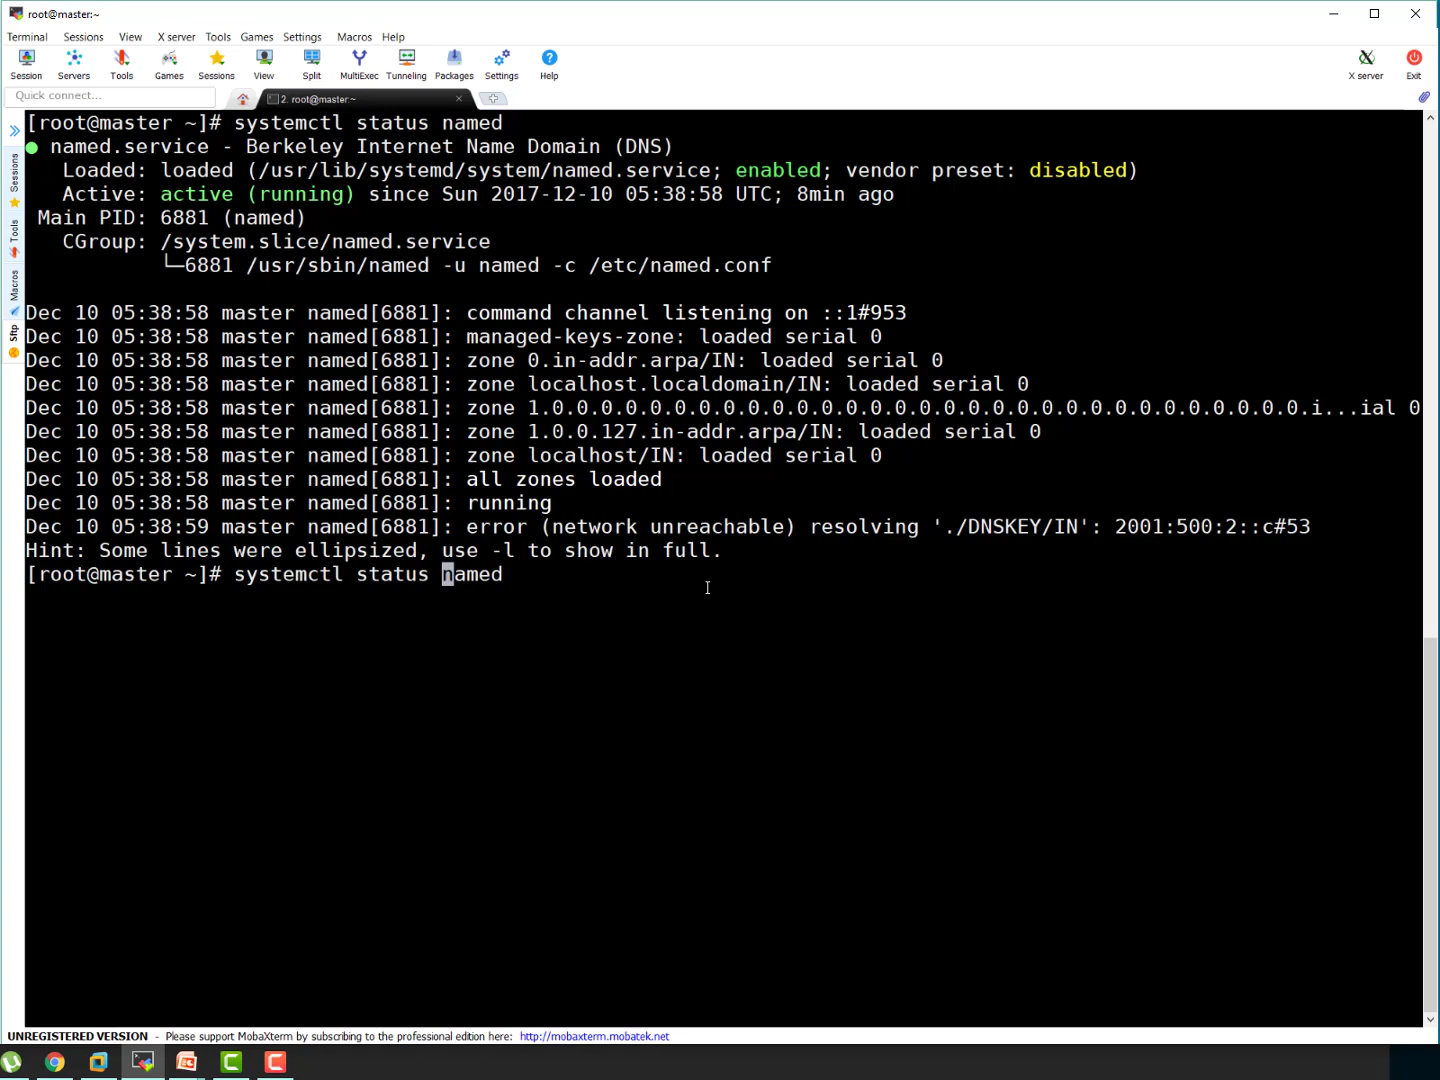 root@master:~
Terminal Sessions View X server Tools Games Settings Macros Help
Session Servers Tools Games Sessions View Split MultiExec Tunneling Packages Settings Help X server Exit
Quick connect... 2. root@master:~
Sessions
Tools
Macros
Sftp
[root@master ~]# systemctl status named
● named.service - Berkeley Internet Name Domain (DNS)
Loaded: loaded (/usr/lib/systemd/system/named.service; enabled; vendor preset: disabled)
Active: active (running) since Sun 2017-12-10 05:38:58 UTC; 8min ago
Main PID: 6881 (named)
CGroup: /system.slice/named.service
└─6881 /usr/sbin/named -u named -c /etc/named.conf
Dec 10 05:38:58 master named[6881]: command channel listening on ::1#953
Dec 10 05:38:58 master named[6881]: managed-keys-zone: loaded serial 0
Dec 10 05:38:58 master named[6881]: zone 0.in-addr.arpa/IN: loaded serial 0
Dec 10 05:38:58 master named[6881]: zone localhost.localdomain/IN: loaded serial 0
Dec 10 05:38:58 master named[6881]: zone 1.0.0.0.0.0.0.0.0.0.0.0.0.0.0.0.0.0.0.0.0.0.0.0.0.0.0.0.0.0.0.0.i...ial 0
Dec 10 05:38:58 master named[6881]: zone 1.0.0.127.in-addr.arpa/IN: loaded serial 0
Dec 10 05:38:58 master named[6881]: zone localhost/IN: loaded serial 0
Dec 10 05:38:58 master named[6881]: all zones loaded
Dec 10 05:38:58 master named[6881]: running
Dec 10 05:38:59 master named[6881]: error (network unreachable) resolving './DNSKEY/IN': 2001:500:2::c#53
Hint: Some lines were ellipsized, use -l to show in full.
[root@master ~]# systemctl status named
UNREGISTERED VERSION - Please support MobaXterm by subscribing to the professional edition here: http://mobaxterm.mobatek.net